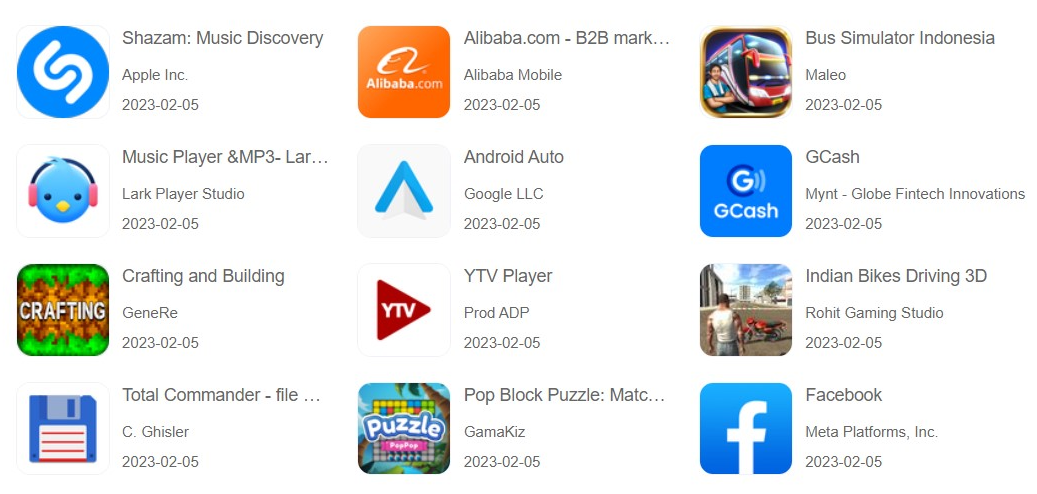 Shazam: Music Discovery
Apple Inc.
2023-02-05
Alibaba.com
Alibaba.com - B2B mark…
Alibaba Mobile
2023-02-05
Bus Simulator Indonesia
Maleo
2023-02-05
Music Player &MP3- Lar…
Lark Player Studio
2023-02-05
Android Auto
Google LLC
2023-02-05
G
GCash
GCash
Mynt - Globe Fintech Innovations
2023-02-05
CRAFTING
Crafting and Building
GeneRe
2023-02-05
YTV
YTV Player
Prod ADP
2023-02-05
Indian Bikes Driving 3D
Rohit Gaming Studio
2023-02-05
Total Commander - file …
C. Ghisler
2023-02-05
Puzzle
PopPop
Pop Block Puzzle: Matc…
GamaKiz
2023-02-05
f
Facebook
Meta Platforms, Inc.
2023-02-05